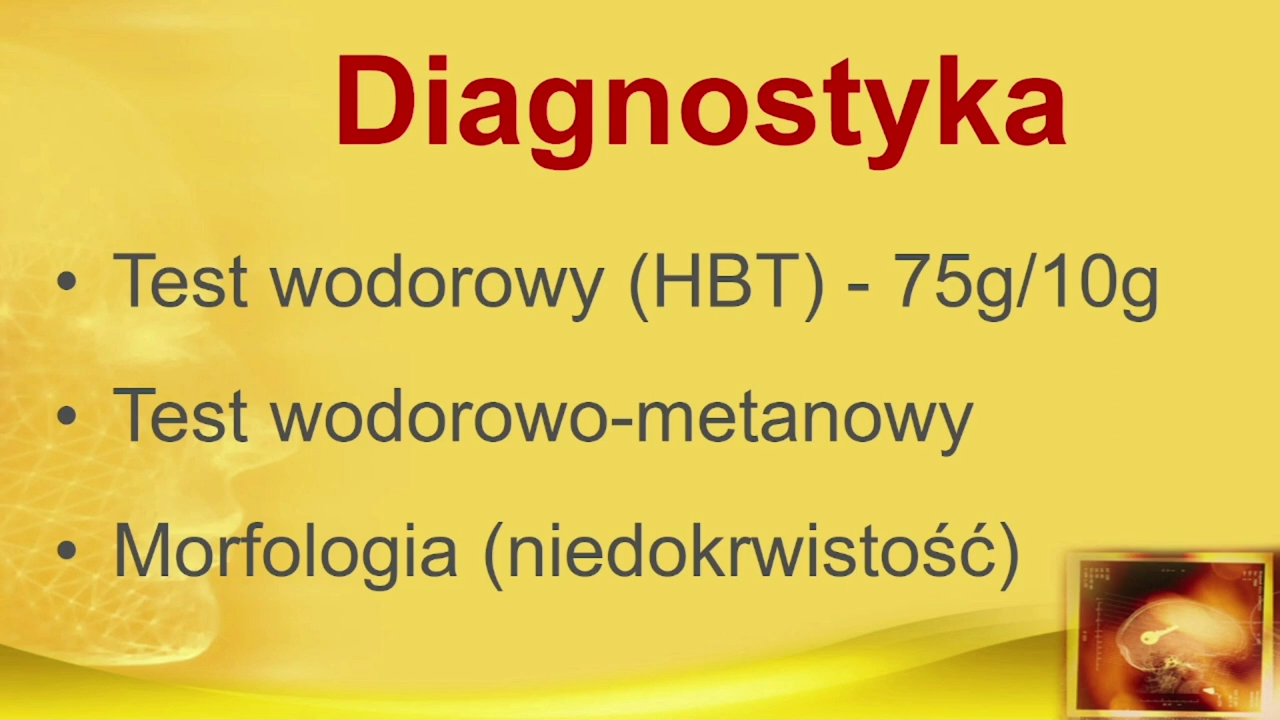 Diagnostyka
• Test wodorowy (HBT) - 75g/10g
• Test wodorowo-metanowy
• Morfologia (niedokrwistość)